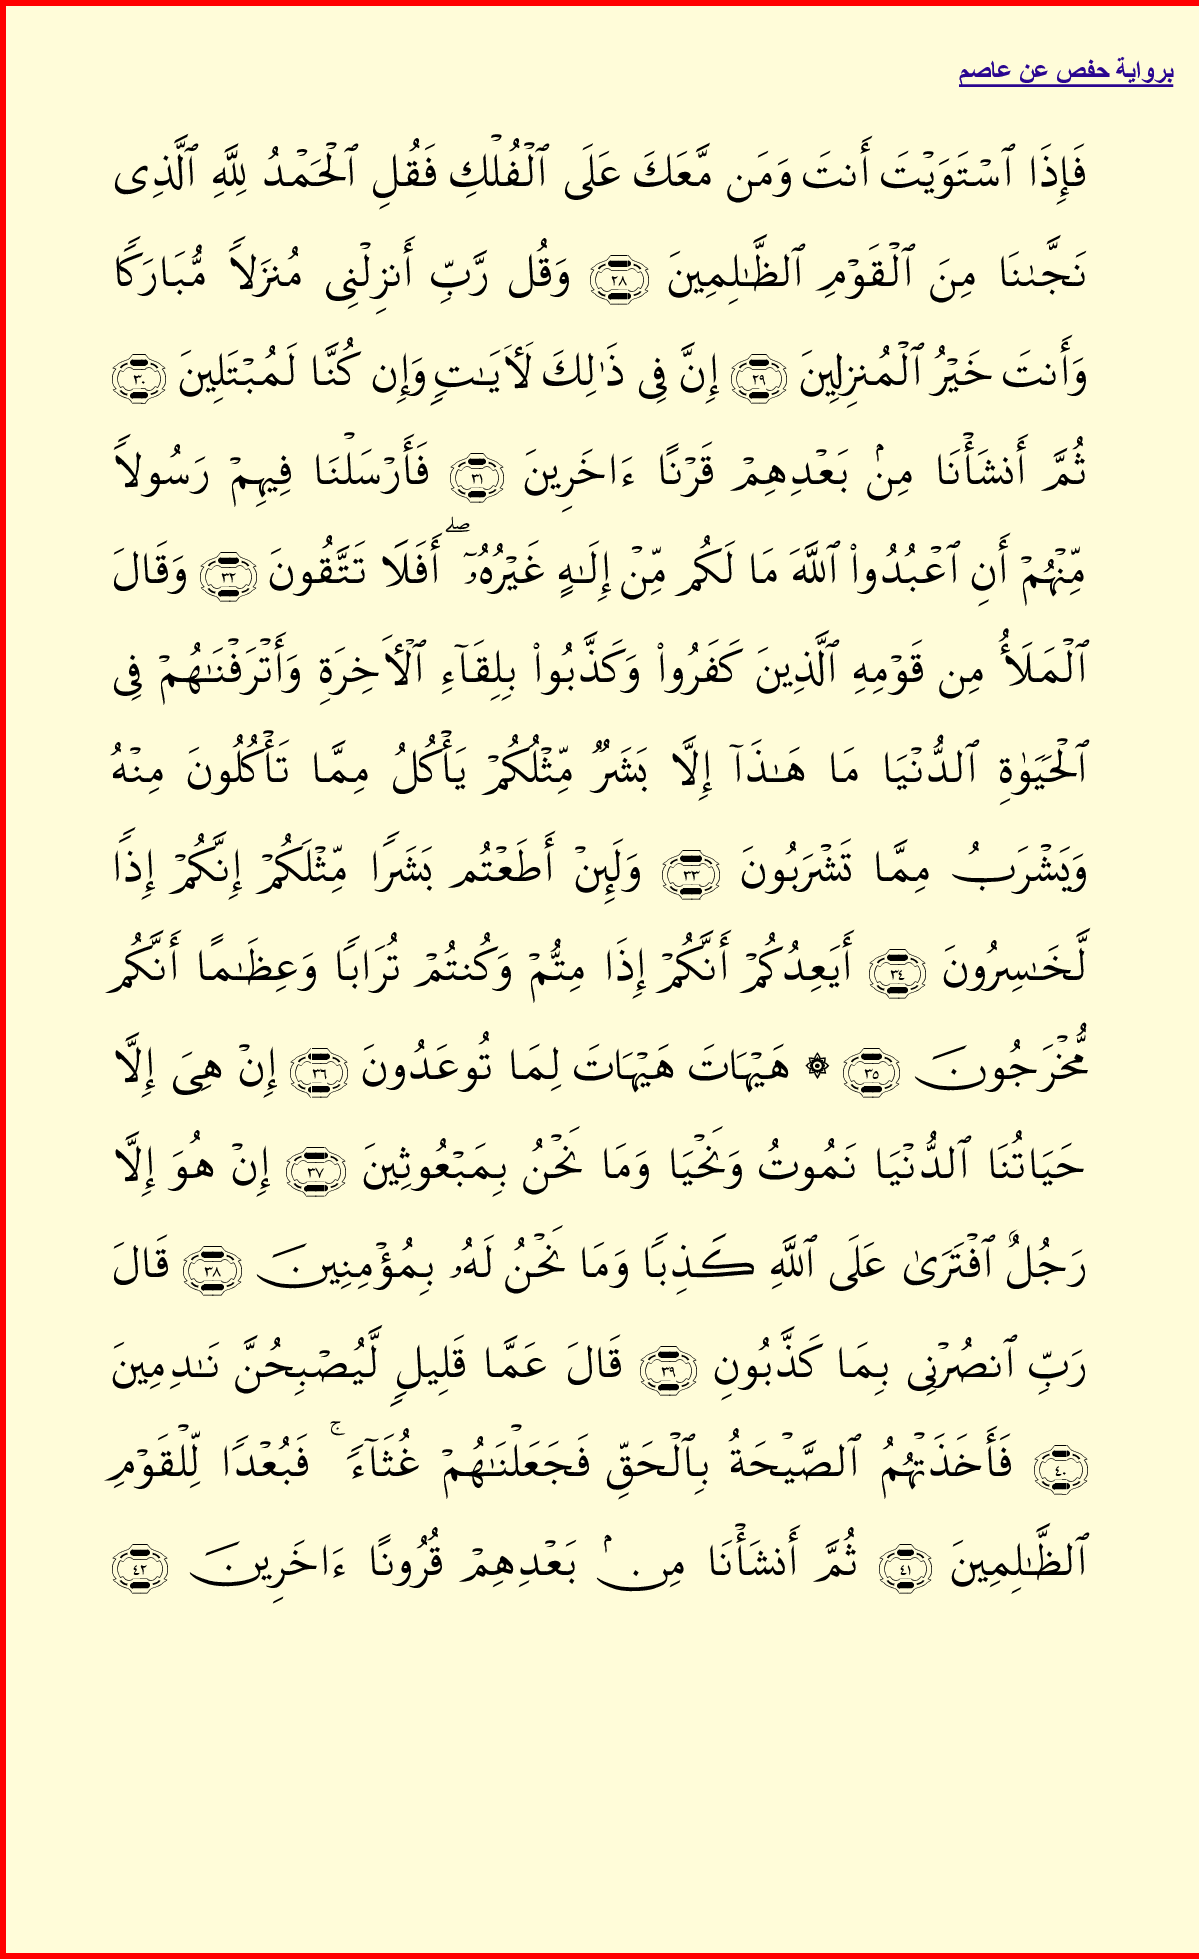 برواية حفص عن عاصم
فَإِذَا ٱسْتَوَيْتَ أَنتَ وَمَن مَّعَكَ عَلَى ٱلْفُلْكِ فَقُلِ ٱلْحَمْدُ لِلَّهِ ٱلَّذِى
نَجَّىٰنَا مِنَ ٱلْقَوْمِ ٱلظَّـٰلِمِينَ ٢٨ وَقُل رَّبِّ أَنزِلْنِى مُنزَلاً مُّبَارَكًا
وَأَنتَ خَيْرُ ٱلْمُنزِلِينَ ٢٩ إِنَّ فِى ذَٰلِكَ لَـَٔايَـٰتٍ وَإِن كُنَّا لَمُبْتَلِينَ ٣٠
ثُمَّ أَنشَأْنَا مِنۢ بَعْدِهِمْ قَرْنًا ءَاخَرِينَ ٣١ فَأَرْسَلْنَا فِيهِمْ رَسُولاً
مِّنْهُمْ أَنِ ٱعْبُدُوا۟ ٱللَّهَ مَا لَكُم مِّنْ إِلَـٰهٍ غَيْرُهُۥٓ ۖ أَفَلَا تَتَّقُونَ ٣٢ وَقَالَ
ٱلْمَلَأُ مِن قَوْمِهِ ٱلَّذِينَ كَفَرُوا۟ وَكَذَّبُوا۟ بِلِقَآءِ ٱلْـَٔاخِرَةِ وَأَتْرَفْنَـٰهُمْ فِى
ٱلْحَيَوٰةِ ٱلدُّنْيَا مَا هَـٰذَآ إِلَّا بَشَرٌ مِّثْلُكُمْ يَأْكُلُ مِمَّا تَأْكُلُونَ مِنْهُ
وَيَشْرَبُ مِمَّا تَشْرَبُونَ ٣٣ وَلَئِنْ أَطَعْتُم بَشَرًا مِّثْلَكُمْ إِنَّكُمْ إِذًا
لَّخَـٰسِرُونَ ٣٤ أَيَعِدُكُمْ أَنَّكُمْ إِذَا مِتُّمْ وَكُنتُمْ تُرَابًا وَعِظَـٰمًا أَنَّكُم
مُّخْرَجُونَ ٣٥ ۞ هَيْهَاتَ هَيْهَاتَ لِمَا تُوعَدُونَ ٣٦ إِنْ هِىَ إِلَّا
حَيَاتُنَا ٱلدُّنْيَا نَمُوتُ وَنَحْيَا وَمَا نَحْنُ بِمَبْعُوثِينَ ٣٧ إِنْ هُوَ إِلَّا
رَجُلٌ ٱفْتَرَىٰ عَلَى ٱللَّهِ كَذِبًا وَمَا نَحْنُ لَهُۥ بِمُؤْمِنِينَ ٣٨ قَالَ
رَبِّ ٱنصُرْنِى بِمَا كَذَّبُونِ ٣٩ قَالَ عَمَّا قَلِيلٍ لَّيُصْبِحُنَّ نَـٰدِمِينَ
٤٠ فَأَخَذَتْهُمُ ٱلصَّيْحَةُ بِٱلْحَقِّ فَجَعَلْنَـٰهُمْ غُثَآءً ۚ فَبُعْدًا لِّلْقَوْمِ
ٱلظَّـٰلِمِينَ ٤١ ثُمَّ أَنشَأْنَا مِنۢ بَعْدِهِمْ قُرُونًا ءَاخَرِينَ ٤٢